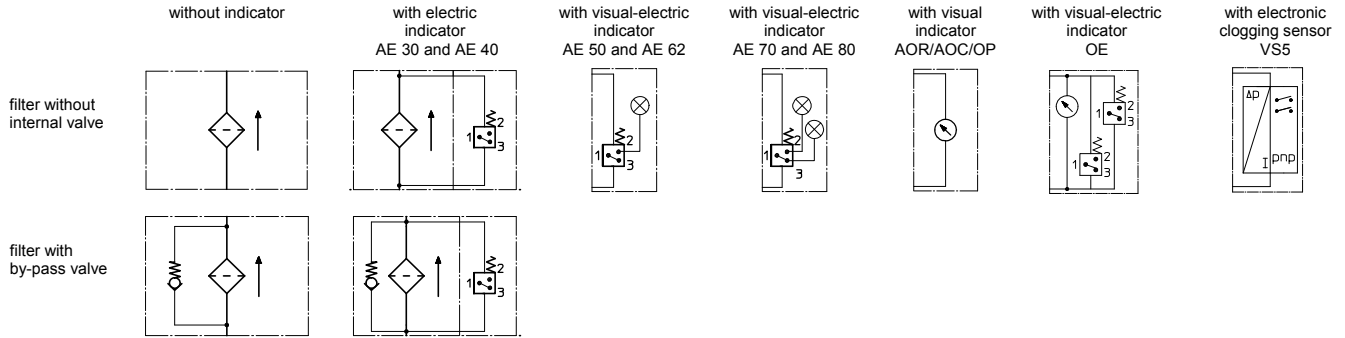 without indicator
with electric
indicator
AE 30 and AE 40
with visual-electric
indicator
AE 50 and AE 62
with visual-electric
indicator
AE 70 and AE 80
with visual
indicator
AOR/AOC/OP
with visual-electric
indicator
OE
with electronic
clogging sensor
VS5
filter without
internal valve
1 2 3
1 2 3
1 2 3
1 2 3
1 2 3
Δp
I pnp
filter with
by-pass valve
1 2 3